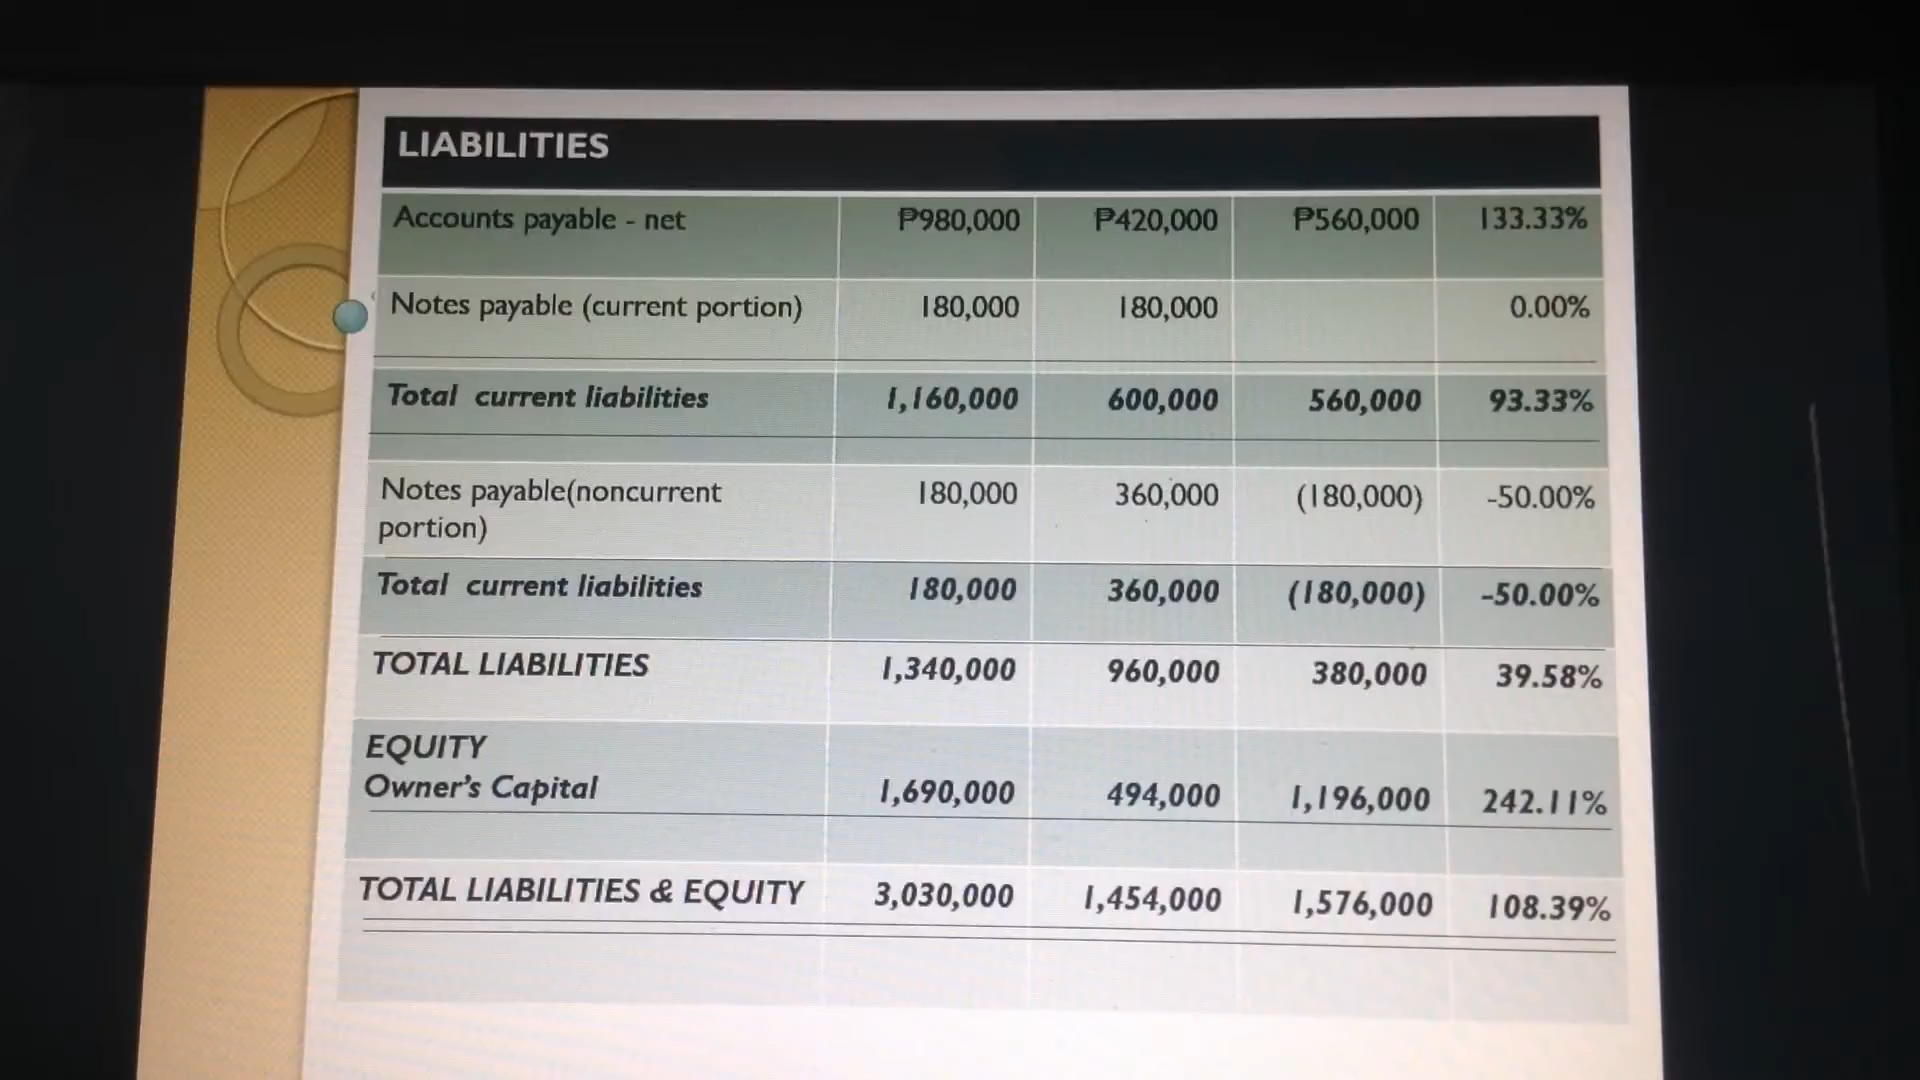 LIABILITIES
Accounts payable - net ₱980,000 ₱420,000 ₱560,000 133.33%
Notes payable (current portion) 180,000 180,000 0.00%
Total current liabilities 1,160,000 600,000 560,000 93.33%
Notes payable(noncurrent 180,000 360,000 (180,000) -50.00%
portion)
Total current liabilities 180,000 360,000 (180,000) -50.00%
TOTAL LIABILITIES 1,340,000 960,000 380,000 39.58%
EQUITY
Owner's Capital 1,690,000 494,000 1,196,000 242.11%
TOTAL LIABILITIES & EQUITY 3,030,000 1,454,000 1,576,000 108.39%